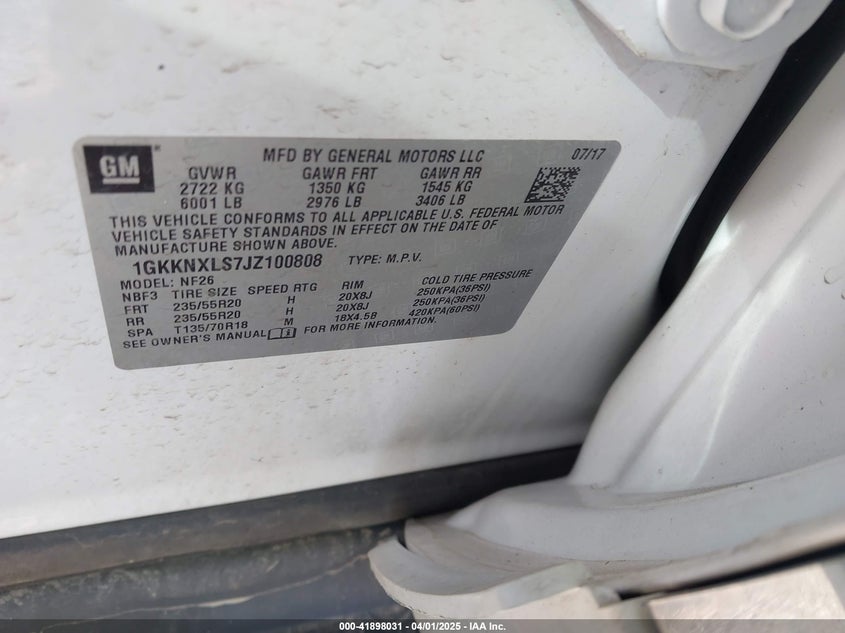 GM ®
MFD BY GENERAL MOTORS LLC 07/17
GVWR GAWR FRT GAWR RR
2722 KG 1350 KG 1545 KG
6001 LB 2976 LB 3406 LB
THIS VEHICLE CONFORMS TO ALL APPLICABLE U.S. FEDERAL MOTOR
VEHICLE SAFETY STANDARDS IN EFFECT ON THE DATE OF
MANUFACTURE SHOWN ABOVE.
1GKKNXLS7JZ100808 TYPE: M.P.V.
MODEL: NF26
NBF3 TIRE SIZE SPEED RTG RIM COLD TIRE PRESSURE
FRT 235/55R20 H 20X8J 250KPA(36PSI)
RR 235/55R20 H 20X8J 250KPA(36PSI)
SPA T135/70R18 M 18X4.5B 420KPA(60PSI)
SEE OWNER'S MANUAL i FOR MORE INFORMATION.
000-41898031 - 04/01/2025 - IAA Inc.